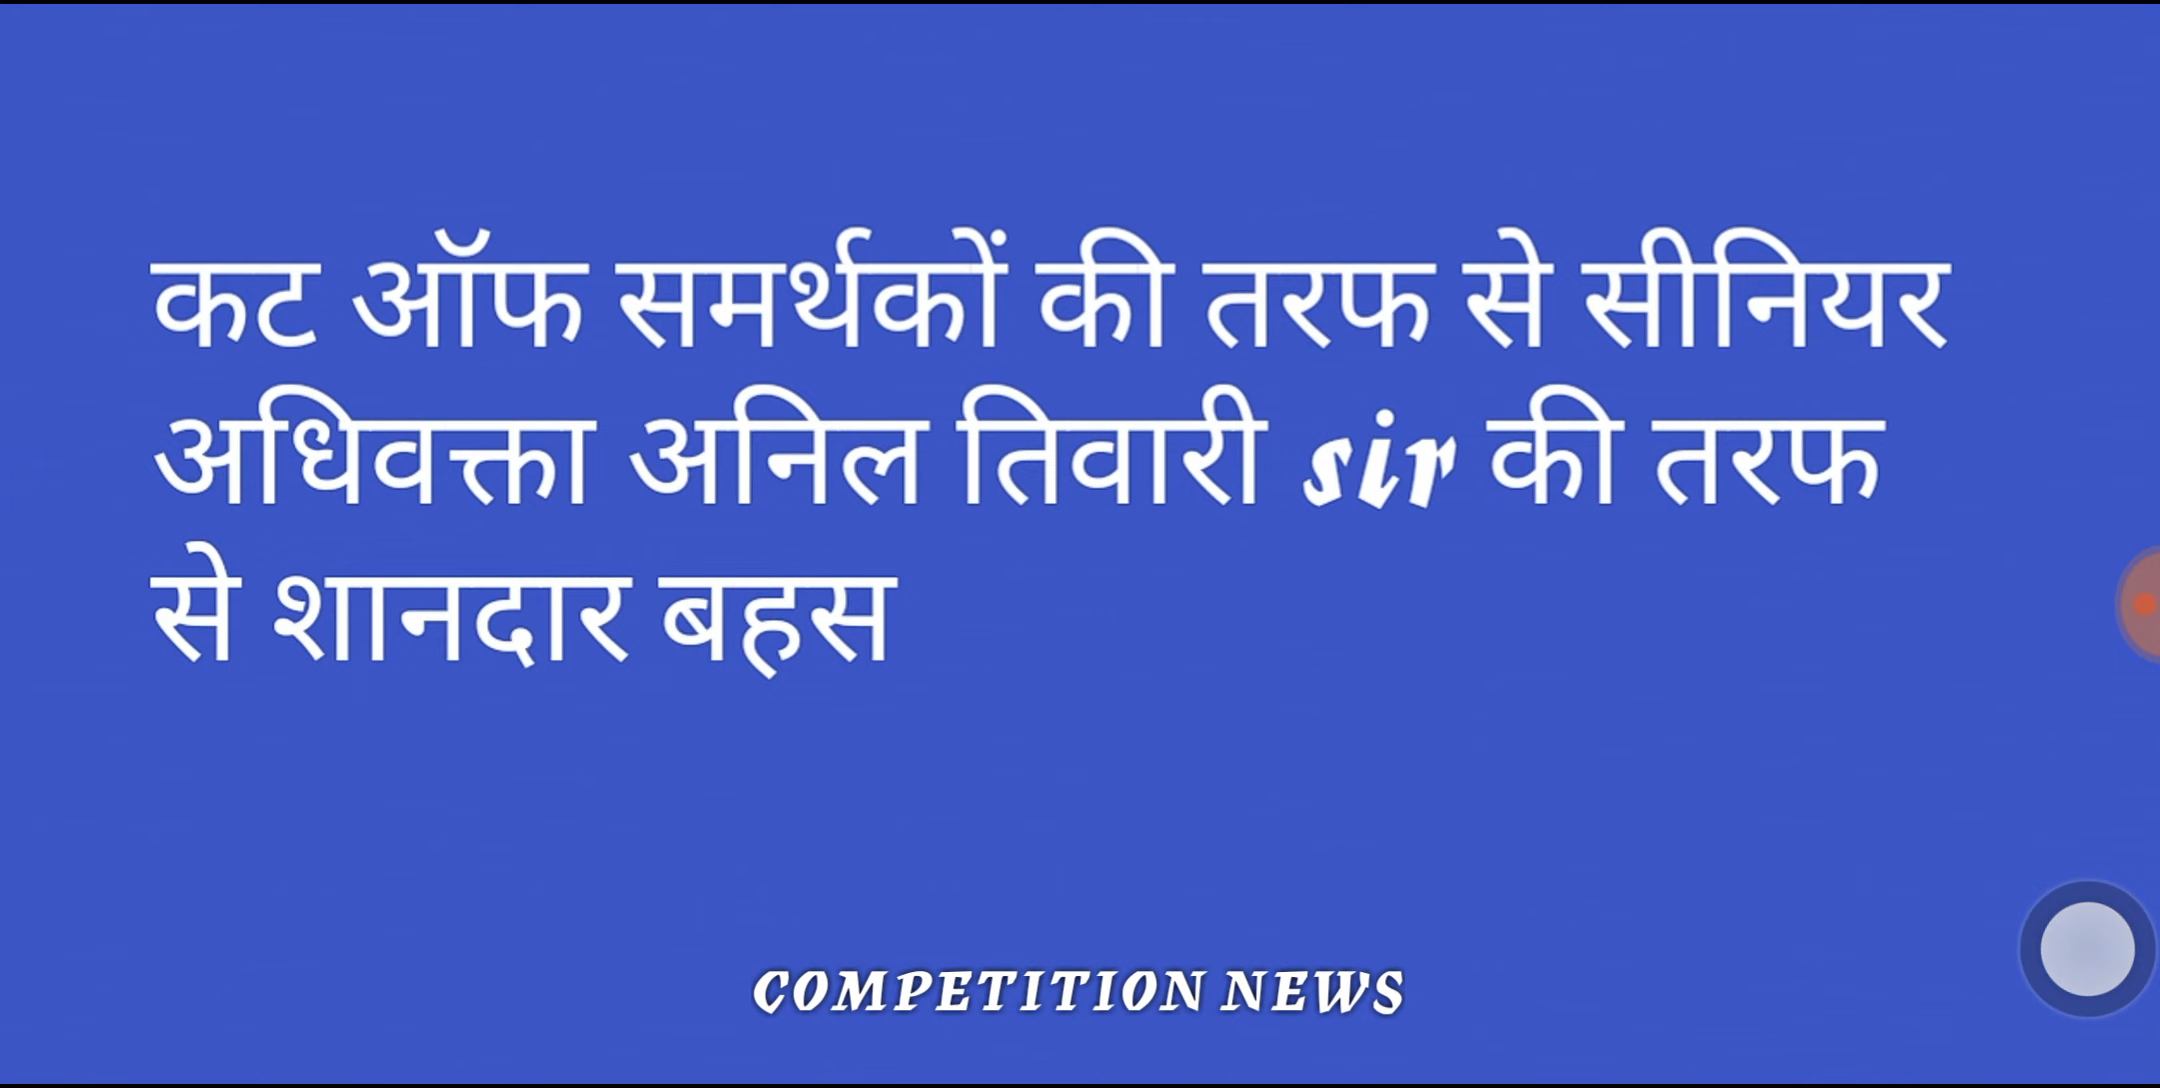 कट ऑफ समर्थकों की तरफ से सीनियर
अधिवक्ता अनिल तिवारी sir की तरफ
से शानदार बहस
COMPETITION NEWS